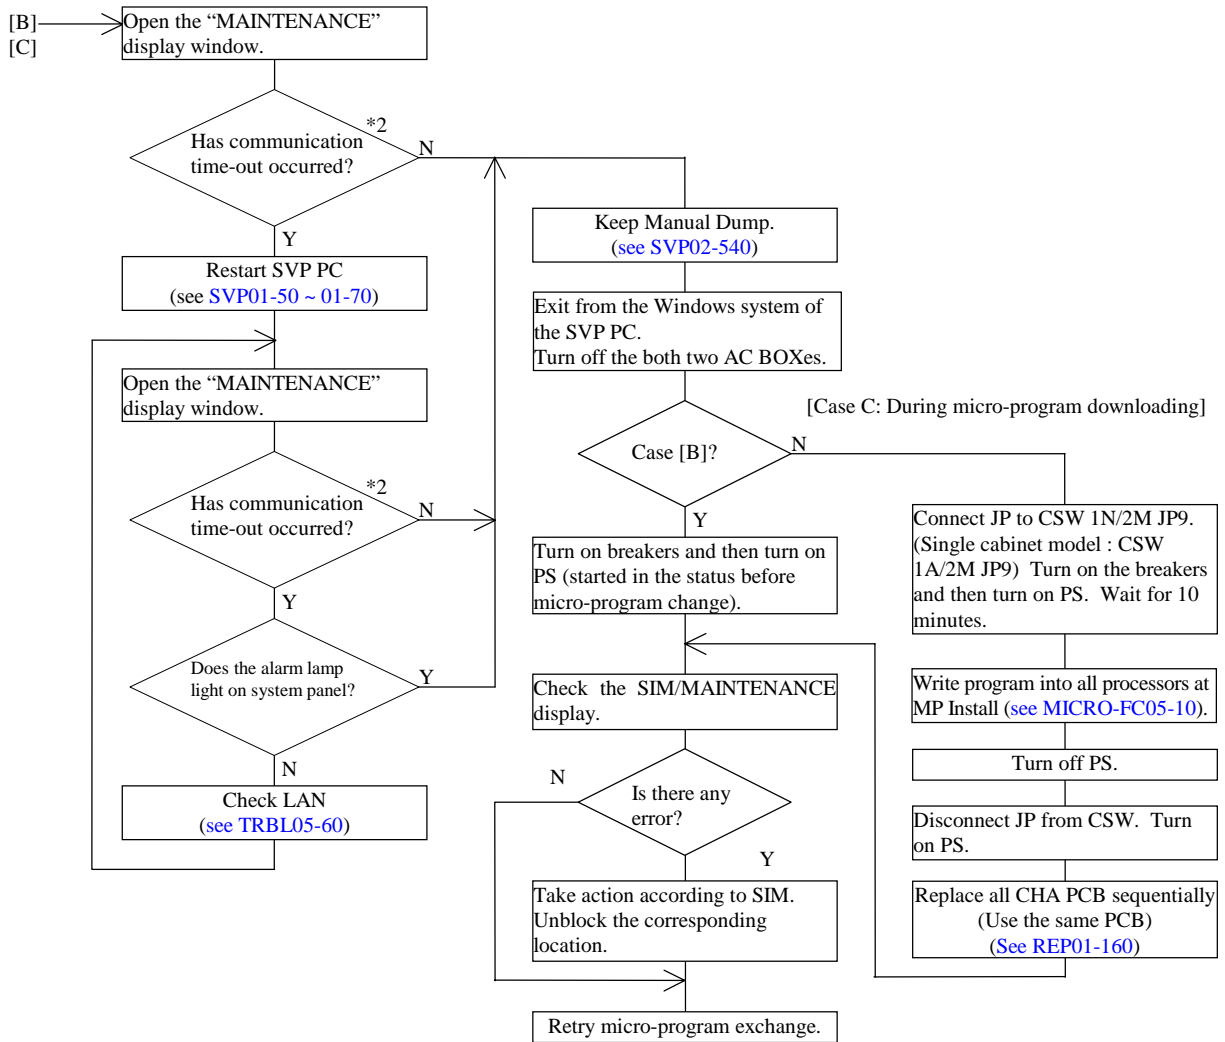 [B]
[C]
Open the “MAINTENANCE”
display window.
*2
Has communication
time-out occurred?
N
Y
Restart SVP PC
(see SVP01-50 ~ 01-70)
Open the “MAINTENANCE”
display window.
*2
Has communication
time-out occurred?
N
Y
Does the alarm lamp
light on system panel?
Y
N
Check LAN
(see TRBL05-60)
Keep Manual Dump.
(see SVP02-540)
Exit from the Windows system of
the SVP PC.
Turn off the both two AC BOXes.
[Case C: During micro-program downloading]
Case [B]?
N
Y
Turn on breakers and then turn on
PS (started in the status before
micro-program change).
Check the SIM/MAINTENANCE
display.
N
Is there any
error?
Y
Take action according to SIM.
Unblock the corresponding
location.
Retry micro-program exchange.
Connect JP to CSW 1N/2M JP9.
(Single cabinet model : CSW
1A/2M JP9) Turn on the breakers
and then turn on PS. Wait for 10
minutes.
Write program into all processors at
MP Install (see MICRO-FC05-10).
Turn off PS.
Disconnect JP from CSW. Turn
on PS.
Replace all CHA PCB sequentially
(Use the same PCB)
(See REP01-160)